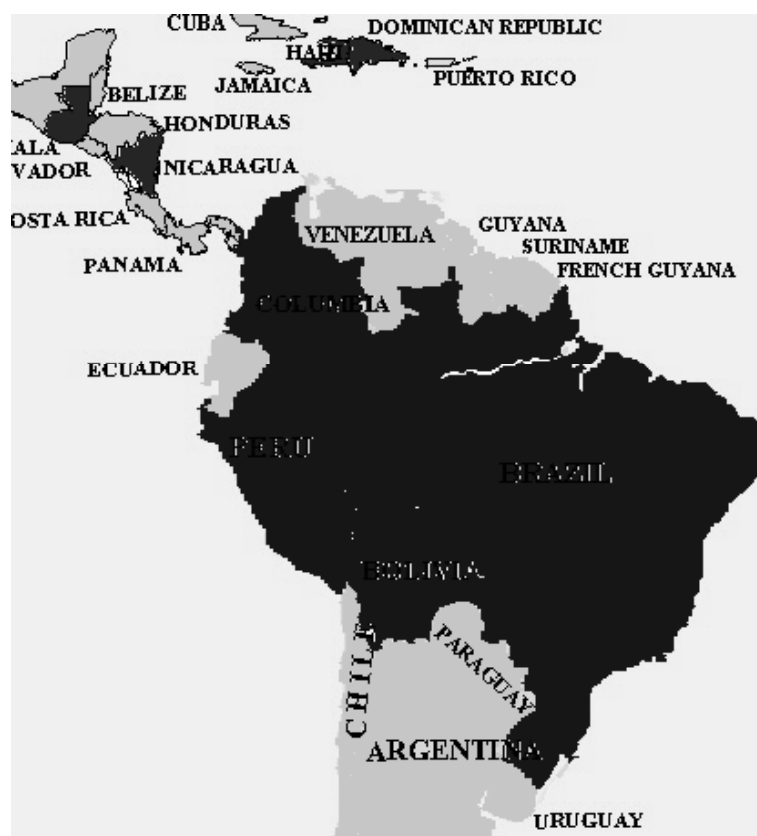 CUBA
DOMINICAN REPUBLIC
HAITI
JAMAICA
PUERTO RICO
BELIZE
HONDURAS
ALA
VADOR
NICARAGUA
OSTA RICA
PANAMA
VENEZUELA
GUYANA
SURINAME
FRENCH GUYANA
COLUMBIA
ECUADOR
PERU
BRAZIL
BOLIVIA
PARAGUAY
CHILE
ARGENTINA
URUGUAY